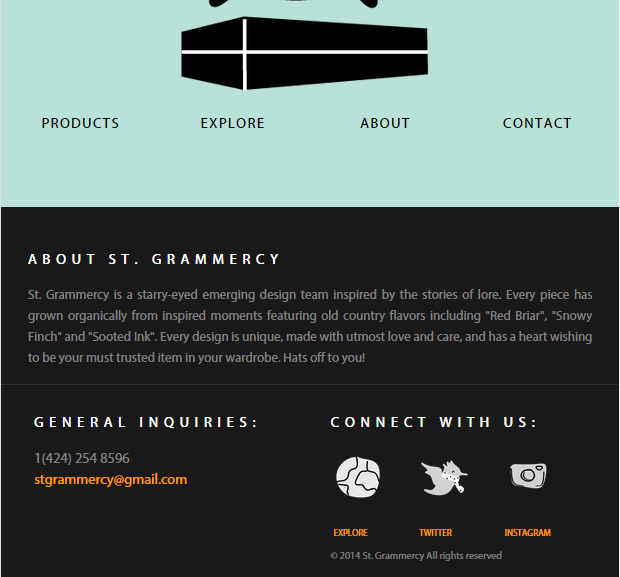 PRODUCTS EXPLORE ABOUT CONTACT
ABOUT ST. GRAMMERCY
St. Grammercy is a starry-eyed emerging design team inspired by the stories of lore. Every piece has
grown organically from inspired moments featuring old country flavors including "Red Briar", "Snowy
Finch" and "Sooted Ink". Every design is unique, made with utmost love and care, and has a heart wishing
to be your must trusted item in your wardrobe. Hats off to you!
GENERAL INQUIRIES:
1(424) 254 8596
stgrammercy@gmail.com
CONNECT WITH US:
EXPLORE TWITTER INSTAGRAM
© 2014 St. Grammercy All rights reserved